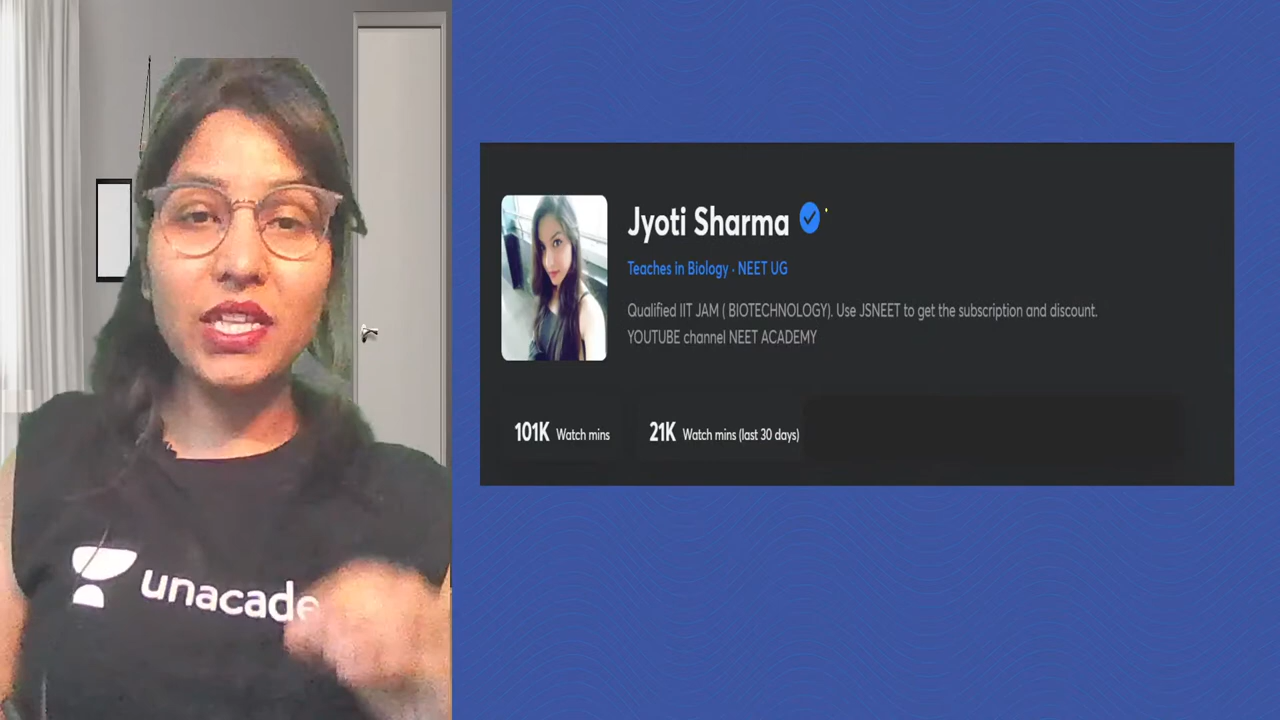 unacade
Jyoti Sharma
Teaches in Biology · NEET UG
Qualified IIT JAM ( BIOTECHNOLOGY). Use JSNEET to get the subscription and discount.
YOUTUBE channel NEET ACADEMY
101K Watch mins
21K Watch mins (last 30 days)